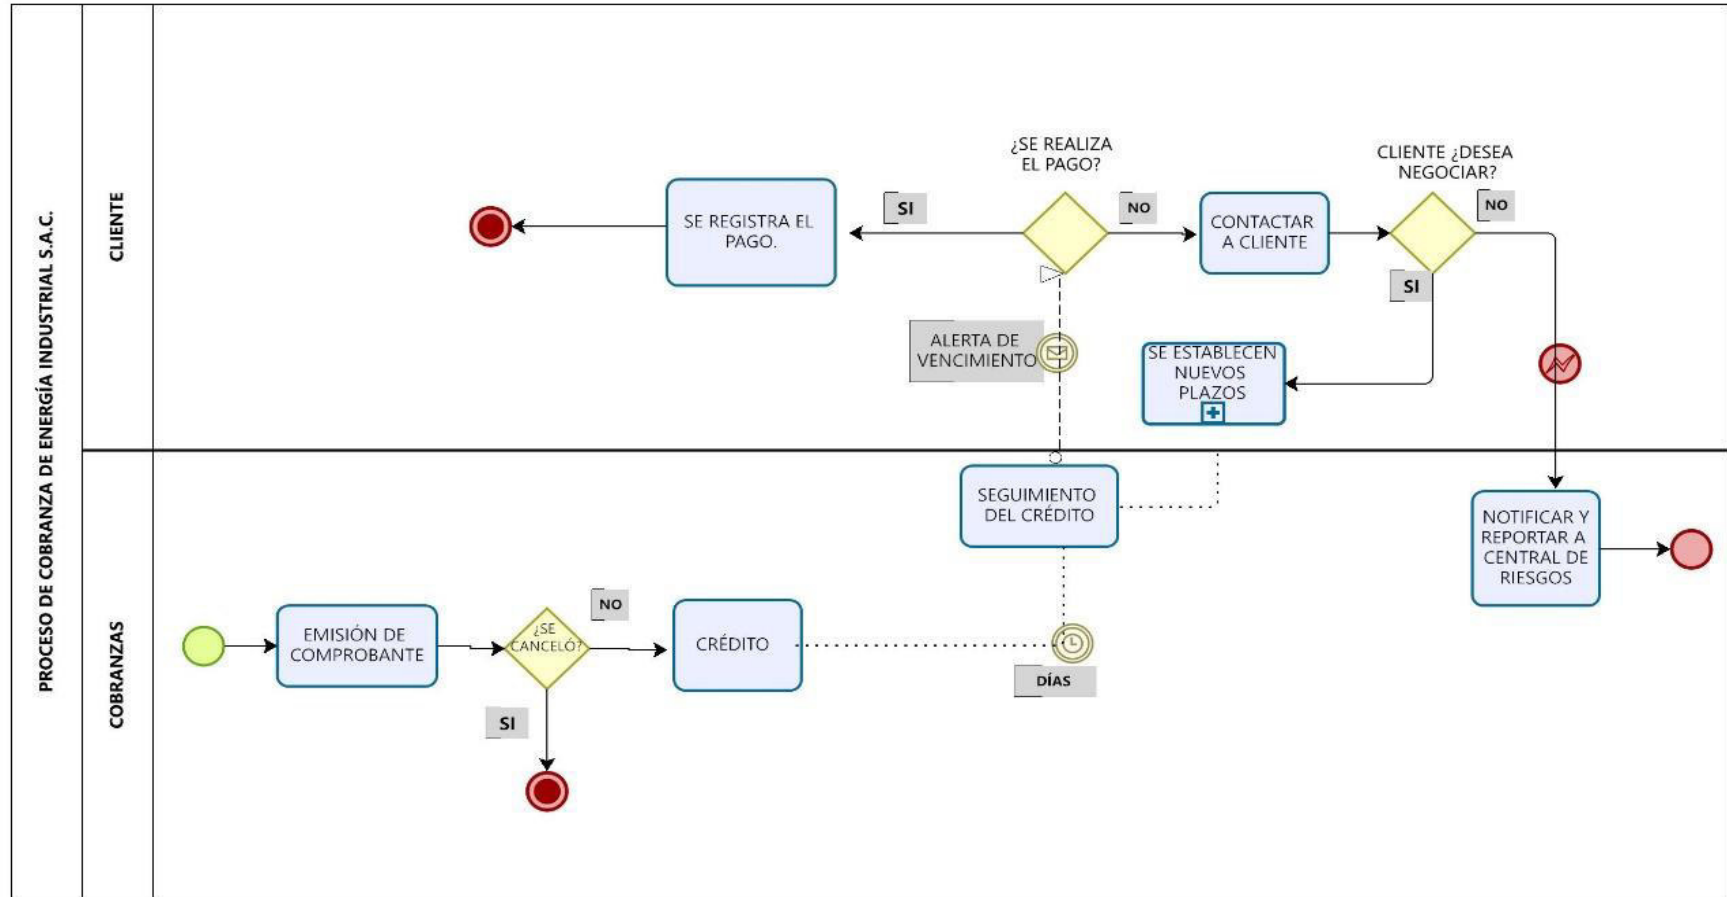 PROCESO DE COBRANZA DE ENERGÍA INDUSTRIAL S.A.C.
CLIENTE
¿SE REALIZA
EL PAGO?
CLIENTE ¿DESEA
NEGOCIAR?
SE REGISTRA EL
PAGO.
SI
NO
CONTACTAR
A CLIENTE
NO
SI
ALERTA DE
VENCIMIENTO
SE ESTABLECEN
NUEVOS
PLAZOS
COBRANZAS
SEGUIMIENTO
DEL CRÉDITO
NOTIFICAR Y
REPORTAR A
CENTRAL DE
RIESGOS
EMISIÓN DE
COMPROBANTE
¿SE
CANCELÓ?
NO
CRÉDITO
DÍAS
SI